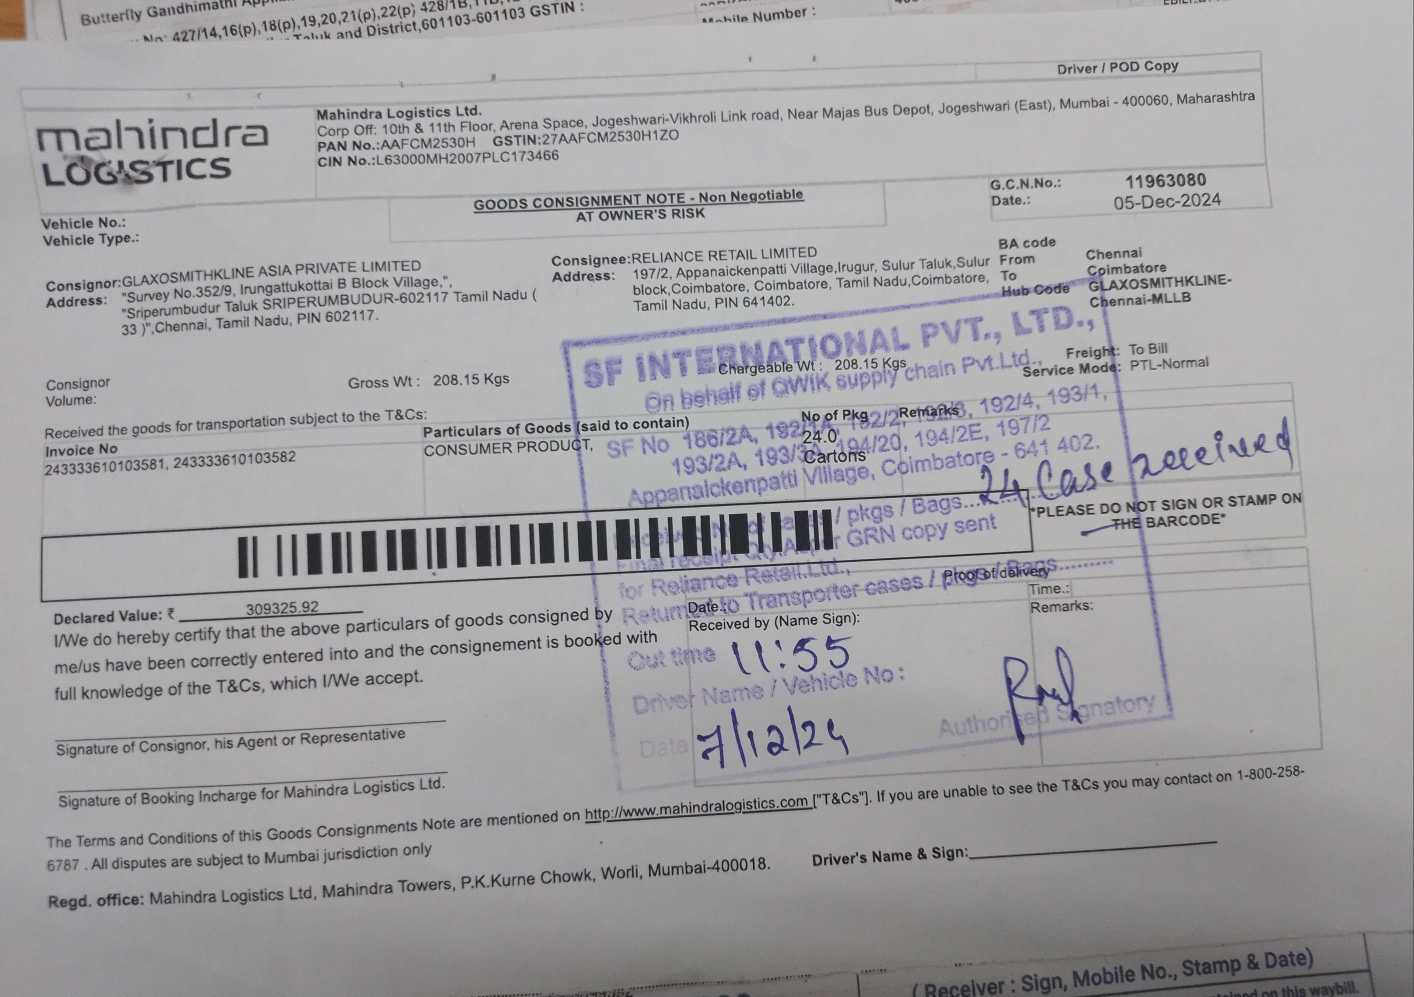 Butterfly Gandhimathi
No: 427/14,16(p),18(p),19,20,21(p),22(p) 428/1B,
Taluk and District,601103-601103 GSTIN :
Mobile Number :
Driver / POD Copy
mahindra
LOGISTICS
Mahindra Logistics Ltd.
Corp Off: 10th & 11th Floor, Arena Space, Jogeshwari-Vikhroli Link road, Near Majas Bus Depot, Jogeshwari (East), Mumbai - 400060, Maharashtra
PAN No.:AAFCM2530H GSTIN:27AAFCM2530H1ZO
CIN No.:L63000MH2007PLC173466
GOODS CONSIGNMENT NOTE - Non Negotiable
AT OWNER'S RISK
G.C.N.No.: 11963080
Date.: 05-Dec-2024
Vehicle No.:
Vehicle Type.:
Consignor:GLAXOSMITHKLINE ASIA PRIVATE LIMITED
Address: "Survey No.352/9, Irungattukottai B Block Village,",
"Sriperumbudur Taluk SRIPERUMBUDUR-602117 Tamil Nadu (
33 )",Chennai, Tamil Nadu, PIN 602117.
Consignee:RELIANCE RETAIL LIMITED
Address: 197/2, Appanaickenpatti Village,Irugur, Sulur Taluk,Sulur
block,Coimbatore, Coimbatore, Tamil Nadu,Coimbatore,
Tamil Nadu, PIN 641402.
BA code
From Chennai
To Coimbatore
Hub Code GLAXOSMITHKLINE-
Chennai-MLLB
Consignor
Volume:
Gross Wt : 208.15 Kgs
Chargeable Wt : 208.15 Kgs
Freight: To Bill
Service Mode: PTL-Normal
Received the goods for transportation subject to the T&Cs:
Invoice No
243333610103581, 243333610103582
Particulars of Goods (said to contain)
CONSUMER PRODUCT,
No of Pkg
24.0
Cartons
Remarks
SF INTERNATIONAL PVT., LTD.,
On behalf of QWIK supply chain Pvt.Ltd.,
SF No 186/2A, 192/1A, 192/2, 192/3, 192/4, 193/1,
193/2A, 193/3 194/20, 194/2E, 197/2
Appanaickenpatti Village, Coimbatore - 641 402.
/ pkgs / Bags... 24 Case received
Final receipt GRN copy sent
for Reliance Retail.Ltd.,
Returned to Transporter cases / pkgs / Bags..........
Out time 11:55
Driver Name / Vehicle No :
Date 7/12/24
Authorised Signatory
*PLEASE DO NOT SIGN OR STAMP ON
THE BARCODE*
Proof of delivery
Date.:
Time.:
Received by (Name Sign):
Remarks:
Declared Value: ₹ 309325.92
I/We do hereby certify that the above particulars of goods consigned by
me/us have been correctly entered into and the consignement is booked with
full knowledge of the T&Cs, which I/We accept.
Signature of Consignor, his Agent or Representative
Signature of Booking Incharge for Mahindra Logistics Ltd.
The Terms and Conditions of this Goods Consignments Note are mentioned on http://www.mahindralogistics.com ["T&Cs"]. If you are unable to see the T&Cs you may contact on 1-800-258-
6787 . All disputes are subject to Mumbai jurisdiction only
Regd. office: Mahindra Logistics Ltd, Mahindra Towers, P.K.Kurne Chowk, Worli, Mumbai-400018.
Driver's Name & Sign:
( Receiver : Sign, Mobile No., Stamp & Date)
on this waybill.